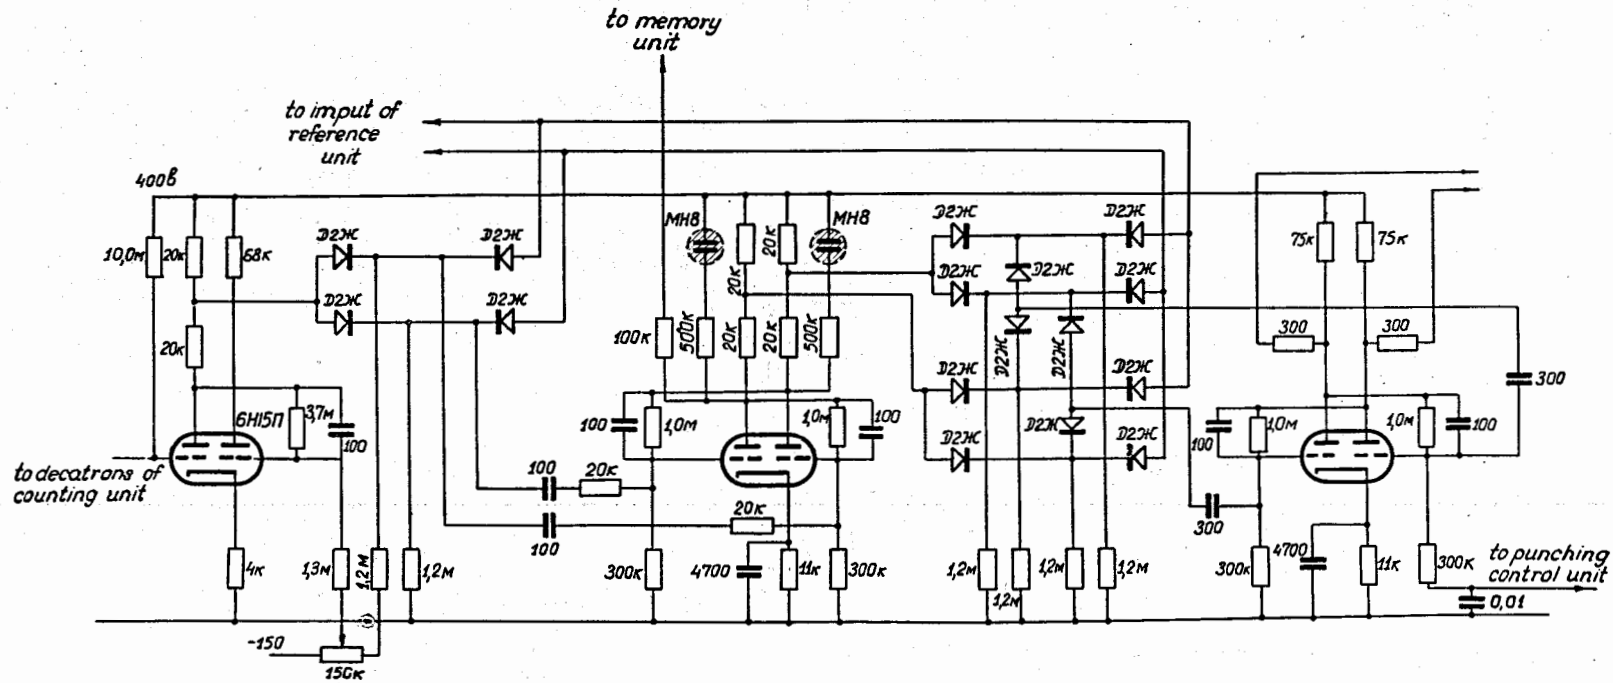 to memory
unit
to imput of
reference
unit
400в
МН8
МН8
Д2Ж
Д2Ж
Д2Ж
Д2Ж
10,0м
20к
68к
20к
20к
Д2Ж
Д2Ж
Д2Ж
75к
75к
Д2Ж
Д2Ж
20к
100к
500к
20к
20к
500к
Д2Ж
Д2Ж
300
300
Д2Ж
Д2Ж
300
6Н15П
3,7м
100
100
1,0м
1,0м
100
Д2Ж
Д2Ж
Д2Ж
100
1,0м
1,0м
100
to decatrons of
counting unit
100
20к
100
20к
300
4к
1,3м
1,2м
1,2м
300к
4700
11к
300к
1,2м
1,2м
1,2м
1,2м
300к
4700
11к
300к
to punching
control unit
0,01
-150
150к